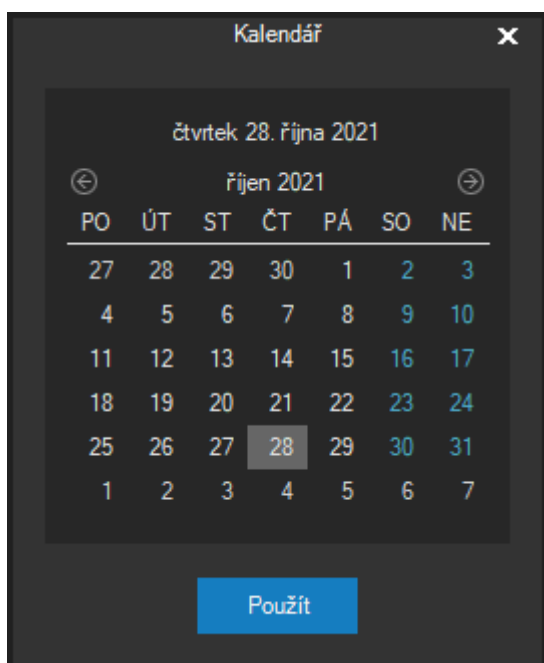 Kalendář
čtvrtek 28. října 2021
říjen 2021
PO ÚT ST ČT PÁ SO NE
27 28 29 30 1 2 3
4 5 6 7 8 9 10
11 12 13 14 15 16 17
18 19 20 21 22 23 24
25 26 27 28 29 30 31
1 2 3 4 5 6 7
Použít